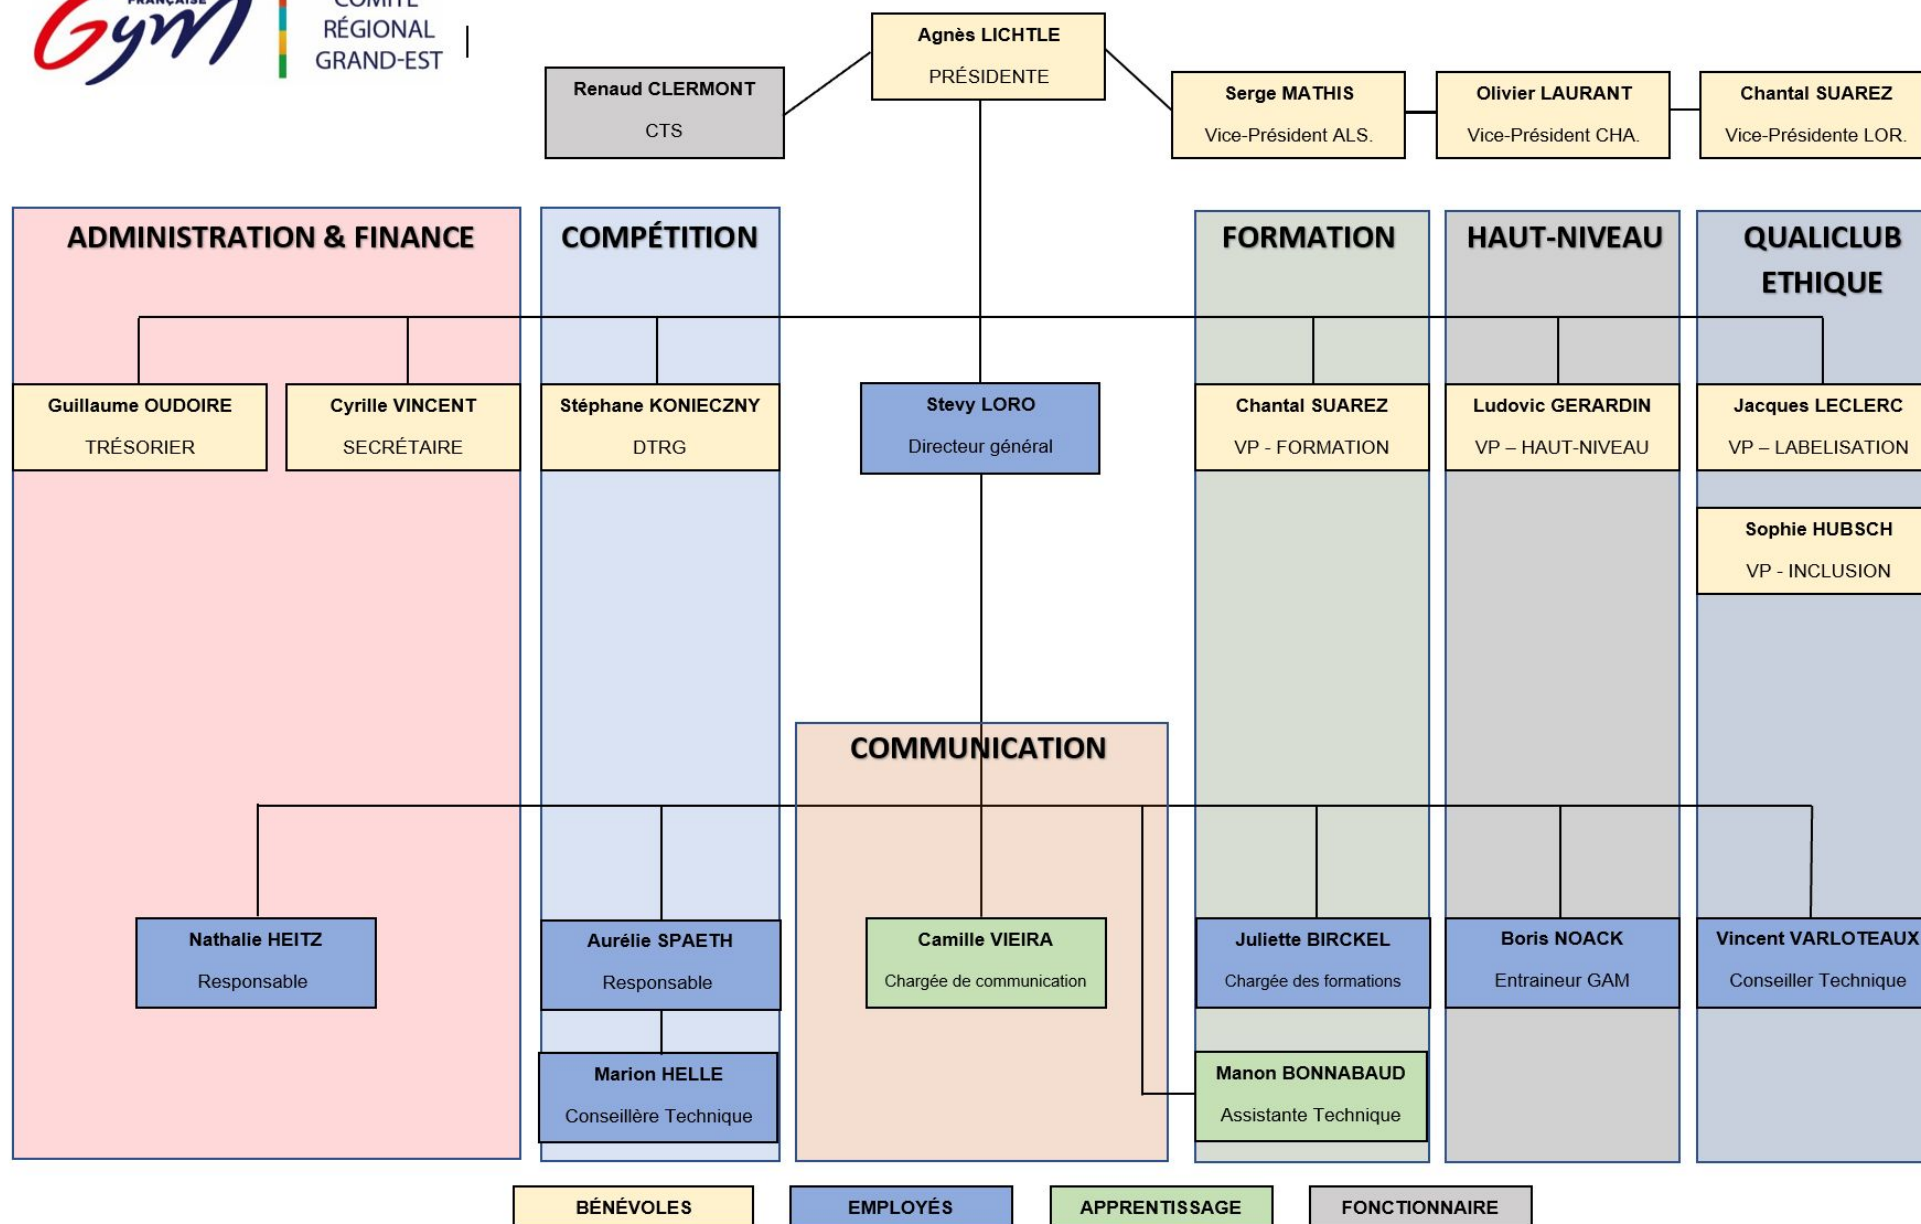 FRANÇAISE
Gym
COMITÉ
RÉGIONAL
GRAND-EST
Agnès LICHTLE
PRÉSIDENTE
Renaud CLERMONT
CTS
Serge MATHIS
Vice-Président ALS.
Olivier LAURANT
Vice-Président CHA.
Chantal SUAREZ
Vice-Présidente LOR.
ADMINISTRATION & FINANCE
COMPÉTITION
FORMATION
HAUT-NIVEAU
QUALICLUB
ETHIQUE
Guillaume OUDOIRE
TRÉSORIER
Cyrille VINCENT
SECRÉTAIRE
Stéphane KONIECZNY
DTRG
Stevy LORO
Directeur général
Chantal SUAREZ
VP - FORMATION
Ludovic GERARDIN
VP – HAUT-NIVEAU
Jacques LECLERC
VP – LABELISATION
Sophie HUBSCH
VP - INCLUSION
COMMUNICATION
Nathalie HEITZ
Responsable
Aurélie SPAETH
Responsable
Camille VIEIRA
Chargée de communication
Juliette BIRCKEL
Chargée des formations
Boris NOACK
Entraineur GAM
Vincent VARLOTEAUX
Conseiller Technique
Marion HELLE
Conseillère Technique
Manon BONNABAUD
Assistante Technique
BÉNÉVOLES
EMPLOYÉS
APPRENTISSAGE
FONCTIONNAIRE